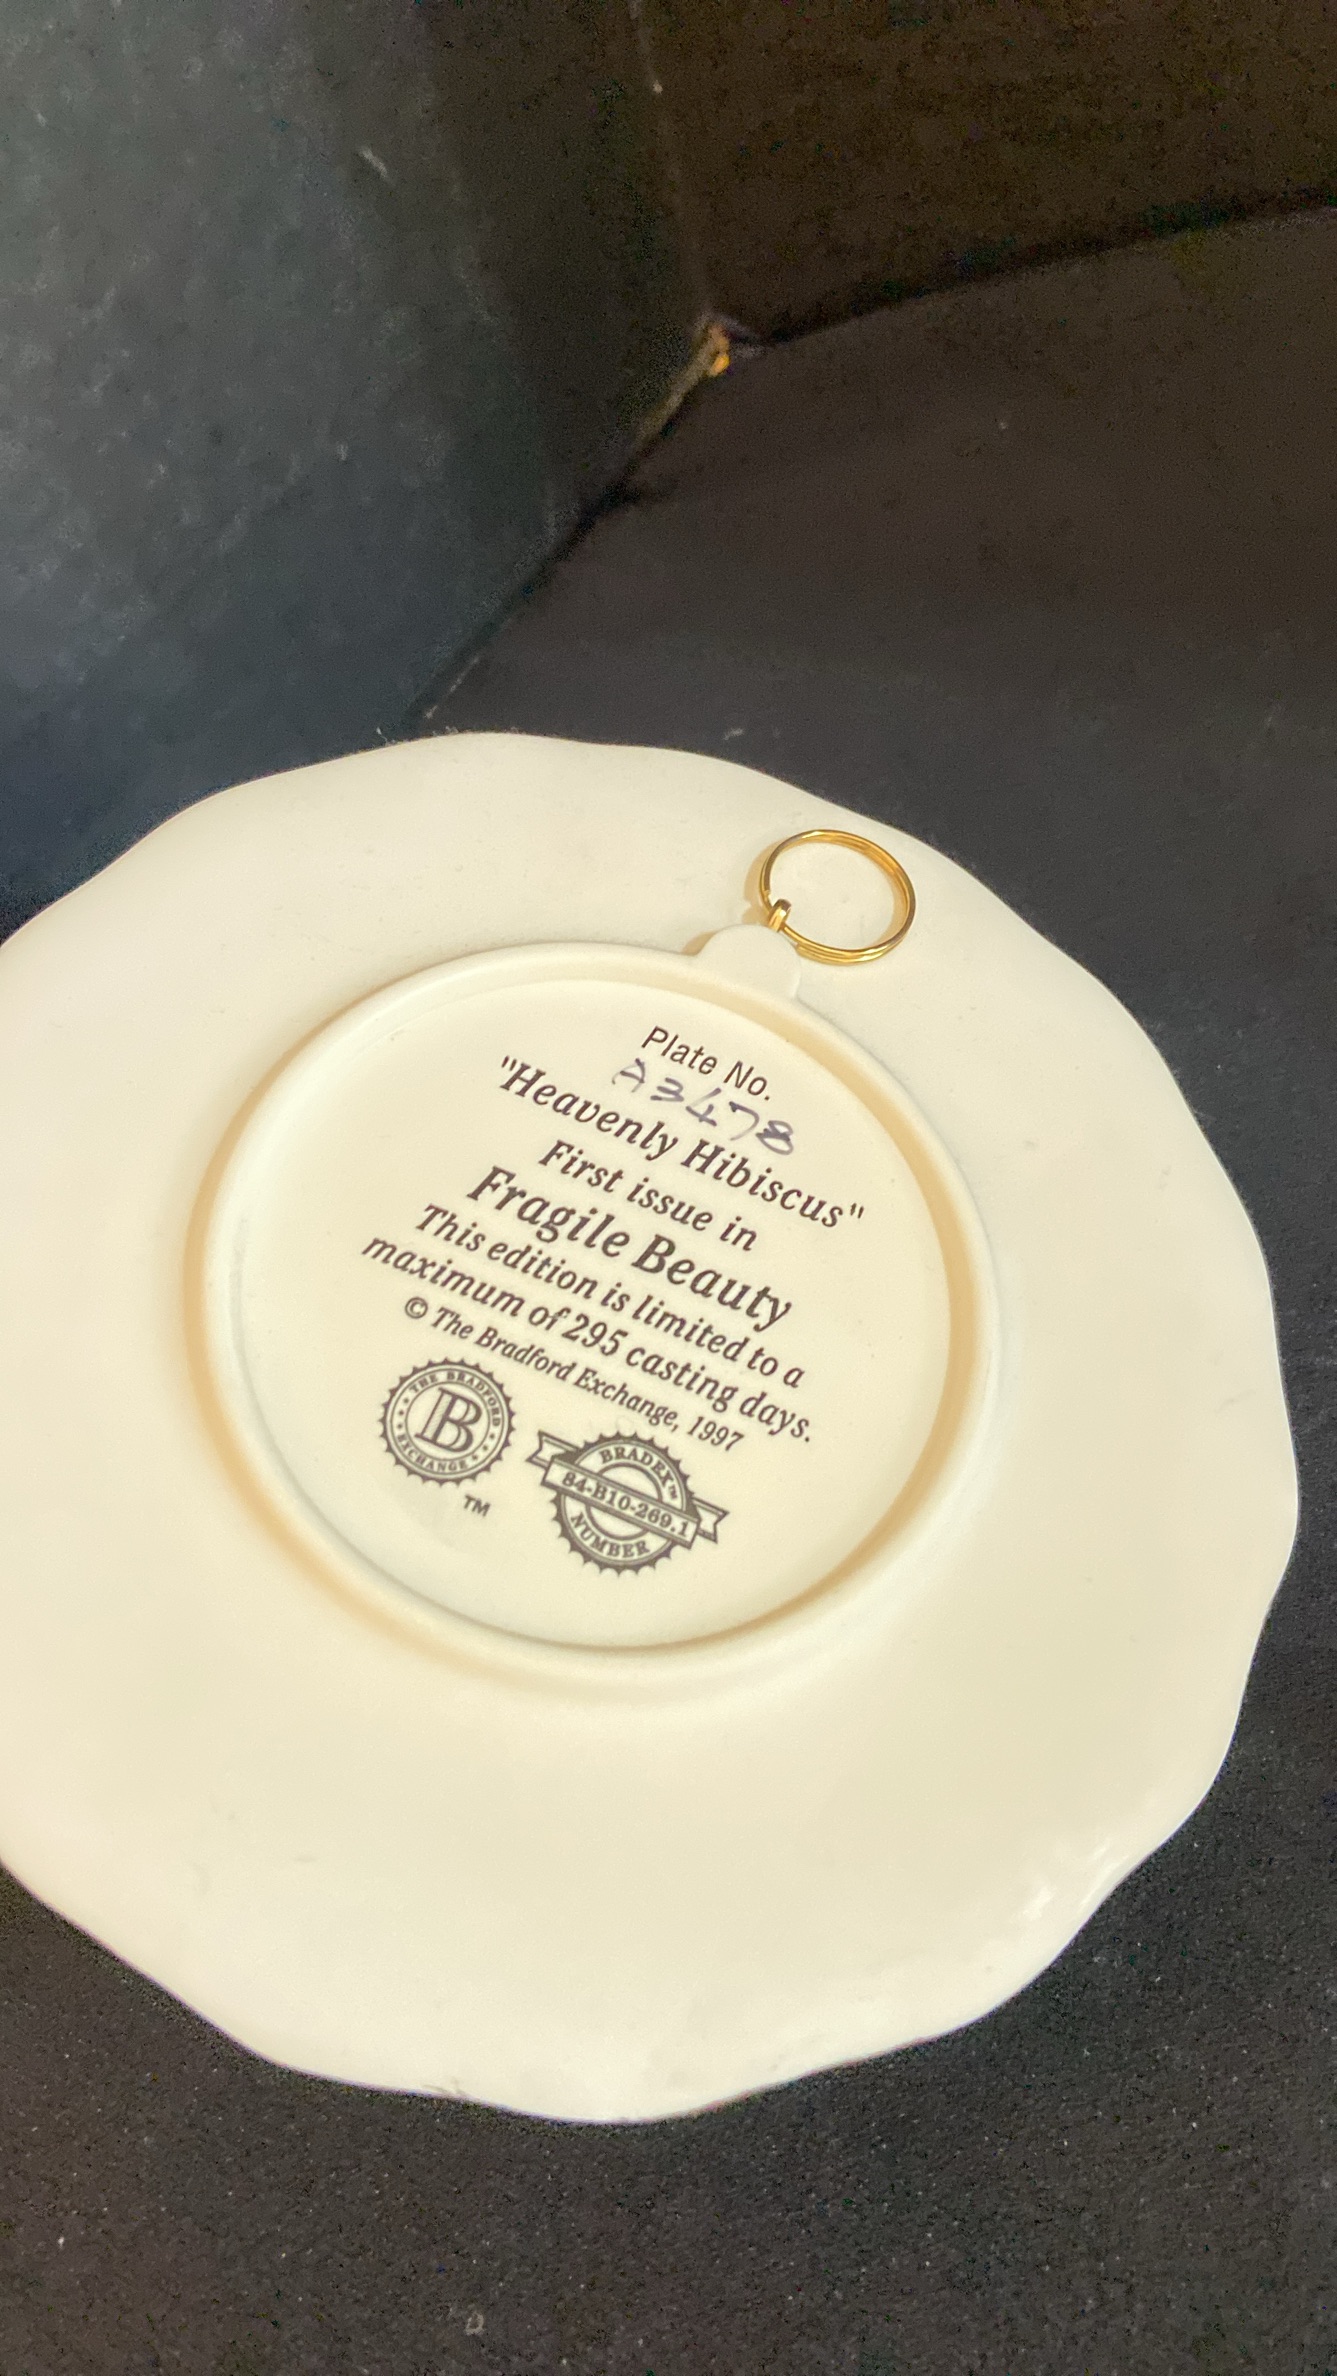 Plate No.
A3478
"Heavenly Hibiscus"
First issue in
Fragile Beauty
This edition is limited to a
maximum of 295 casting days.
© The Bradford Exchange, 1997
THE BRADFORD
B
EXCHANGE
TM
BRADEX™
84-B10-269.1
NUMBER